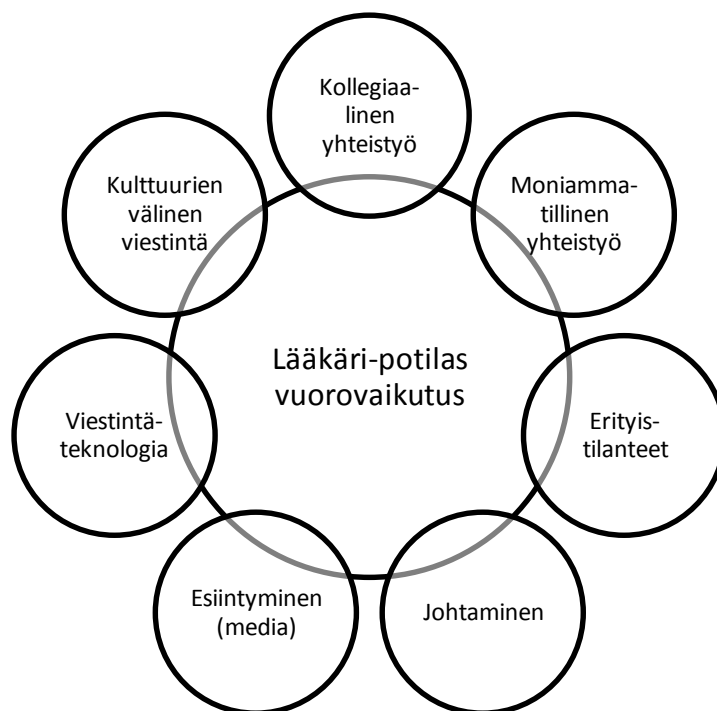 Kollegiaa-
linen
yhteistyö
Moniamma-
tillinen
yhteistyö
Erityis-
tilanteet
Johtaminen
Esiintyminen
(media)
Viestintä-
teknologia
Kulttuurien
välinen
viestintä
Lääkäri-potilas
vuorovaikutus